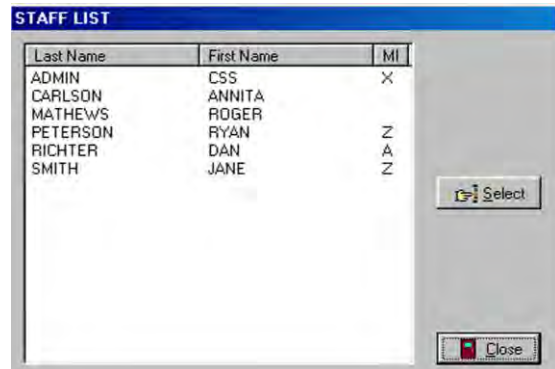 STAFF LIST
Last Name First Name MI
ADMIN CSS X
CARLSON ANNITA
MATHEWS ROGER
PETERSON RYAN Z
RICHTER DAN A
SMITH JANE Z
Select
Close